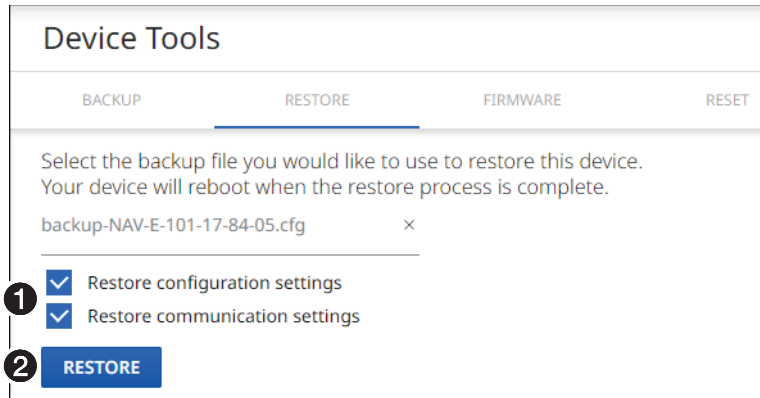 Device Tools
BACKUP RESTORE FIRMWARE RESET
Select the backup file you would like to use to restore this device.
Your device will reboot when the restore process is complete.
backup-NAV-E-101-17-84-05.cfg ×
1
Restore configuration settings
Restore communication settings
2 RESTORE